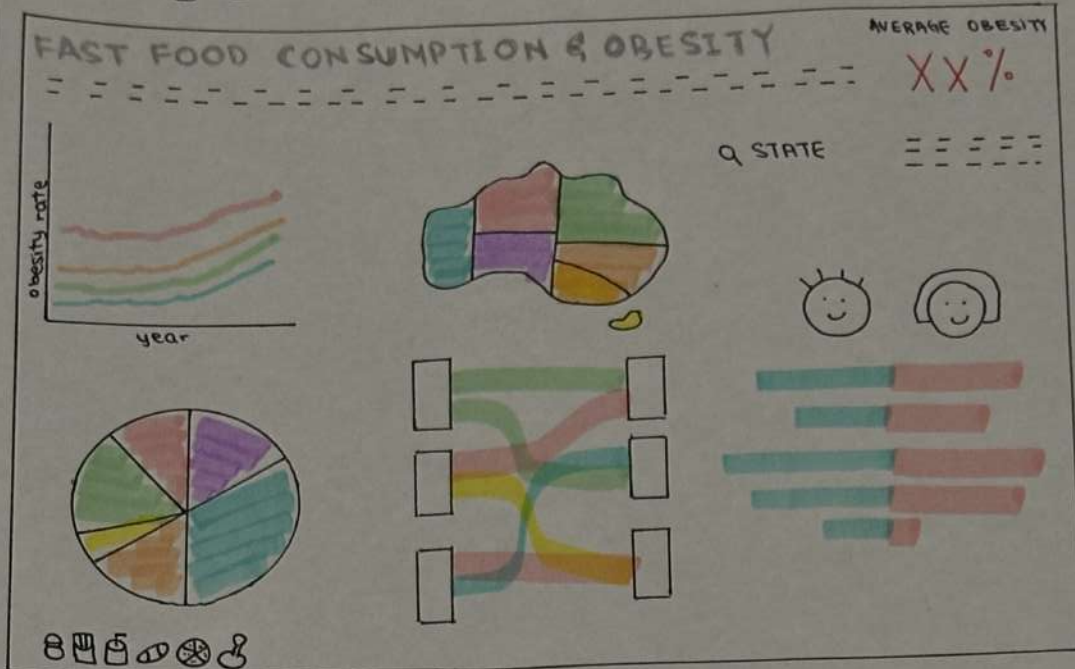 FAST FOOD CONSUMPTION & OBESITY
AVERAGE OBESITY
XX%
STATE
obesity rate
year